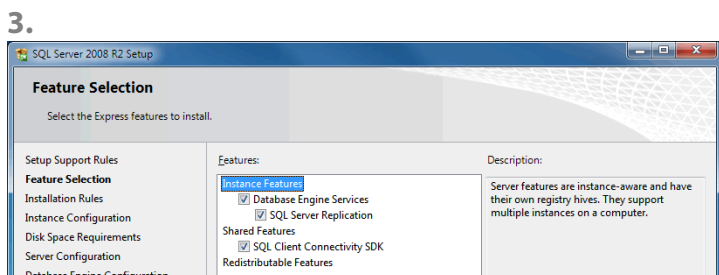 3.
SQL Server 2008 R2 Setup
Feature Selection
Select the Express features to install.
Setup Support Rules
Feature Selection
Installation Rules
Instance Configuration
Disk Space Requirements
Server Configuration
Database Engine Configuration
Features:
Instance Features
Database Engine Services
SQL Server Replication
Shared Features
SQL Client Connectivity SDK
Redistributable Features
Description:
Server features are instance-aware and have
their own registry hives. They support
multiple instances on a computer.